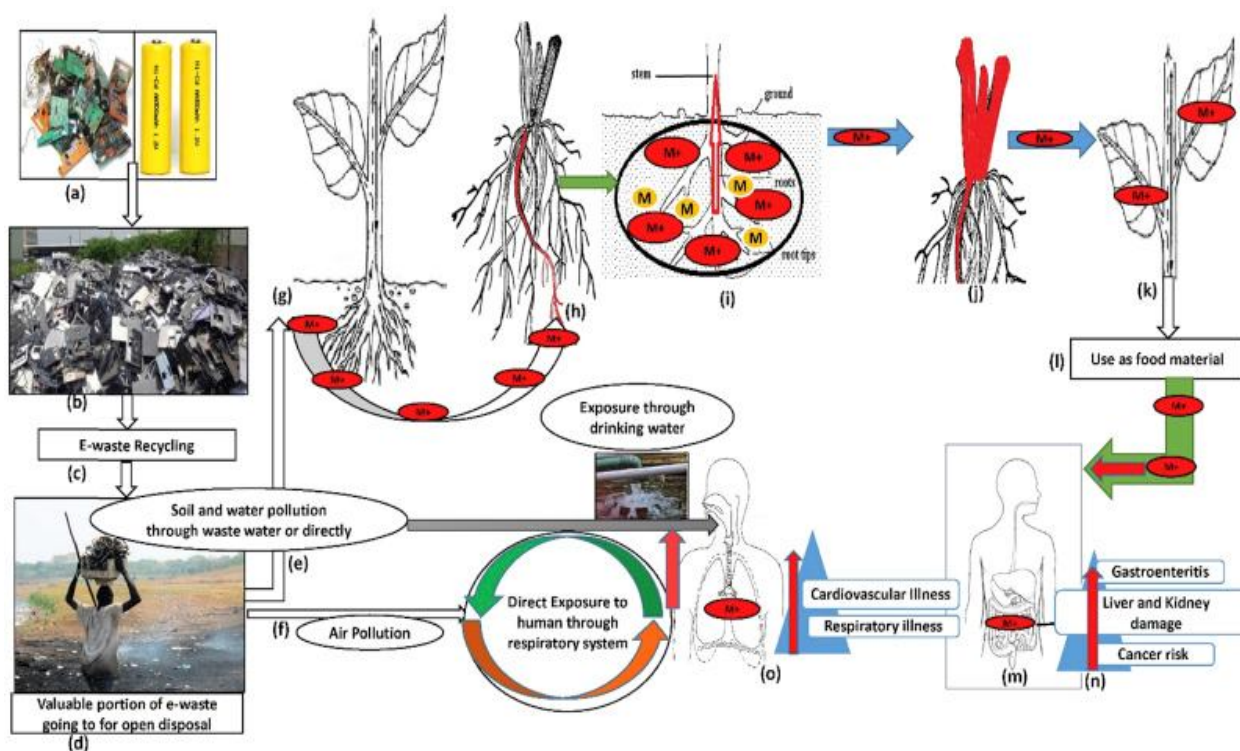 (a)
(b)
E-waste Recycling
(c)
Valuable portion of e-waste
going to for open disposal
(d)
Soil and water pollution
through waste water or directly
(e)
(f)
Air Pollution
(g)
M+
M+
M+
M+
M+
(h)
stem
ground
M+
M+
M
M
M
M
roots
M+
M+
M+
root tips
(i)
M+
(j)
M+
M+
M+
(k)
(l)
Use as food material
M+
M+
Exposure through
drinking water
Direct Exposure to
human through
respiratory system
M+
(o)
Cardiovascular Illness
Respiratory illness
M+
(m)
Gastroenteritis
Liver and Kidney
damage
Cancer risk
(n)